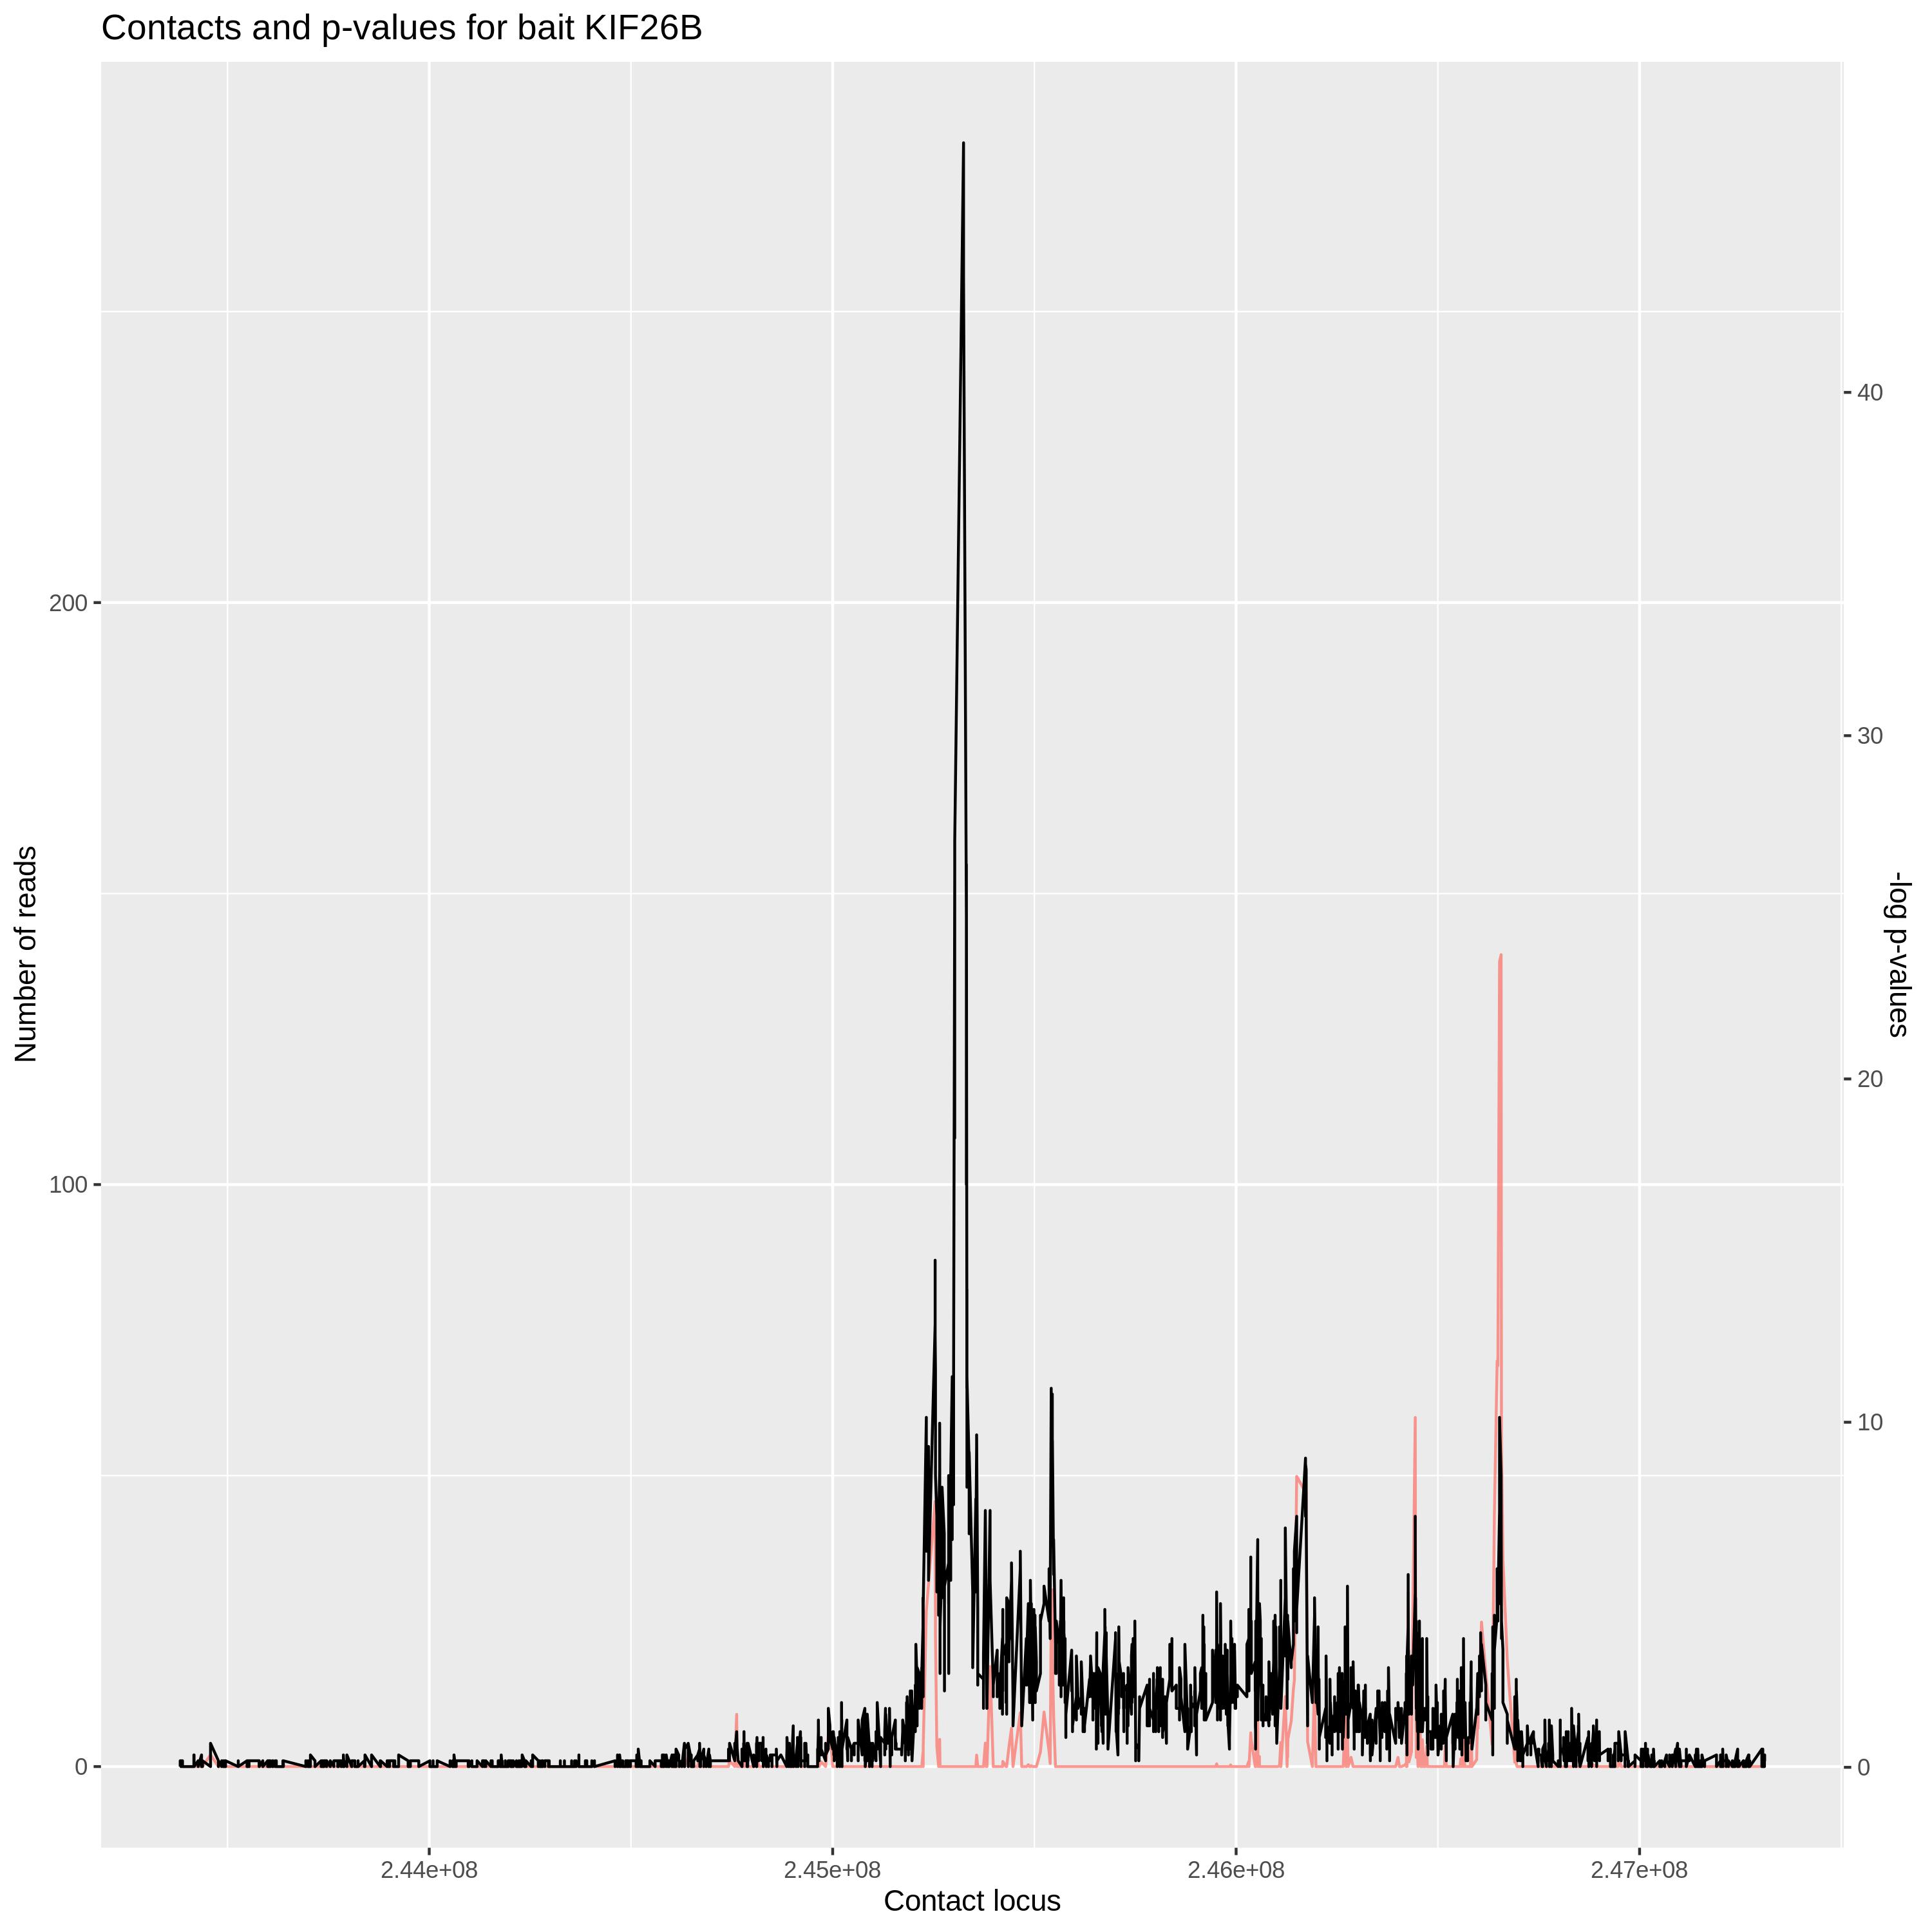 Contacts and p-values for bait KIF26B
Number of reads
200
100
0
40
30
20
10
0
-log p-values
2.44e+08
2.45e+08
2.46e+08
2.47e+08
Contact locus